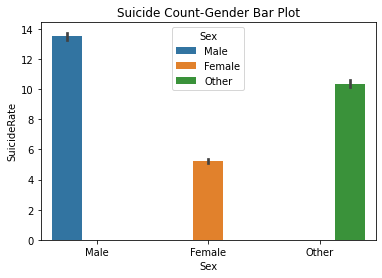 Suicide Count-Gender Bar Plot
14
12
10
8
6
4
2
0
SuicideRate
Sex
Male
Female
Other
Male Female Other
Sex